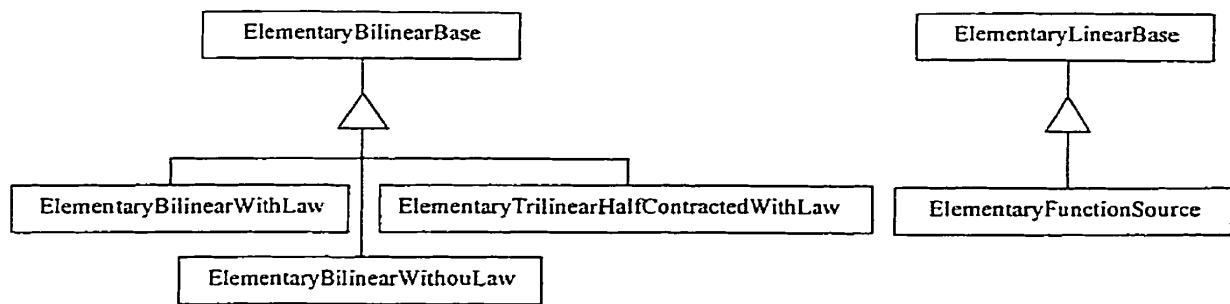 ElementaryBilinearBase
ElementaryLinearBase
ElementaryBilinearWithLaw
ElementaryTrilinearHalfContractedWithLaw
ElementaryFunctionSource
ElementaryBilinearWithouLaw